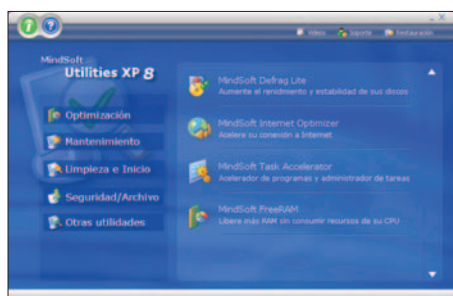 Videos Soporte Restauración
MindSoft
Utilities XP 8
Optimización
Mantenimiento
Limpieza e Inicio
Seguridad/Archivo
Otras utilidades
MindSoft Defrag Lite
Aumente el rendimiento y estabilidad de sus discos
MindSoft Internet Optimizer
Acelere su conexión a Internet
MindSoft Task Accelerator
Acelerador de programas y administrador de tareas
MindSoft FreeRAM
Libere más RAM sin consumir recursos de su CPU